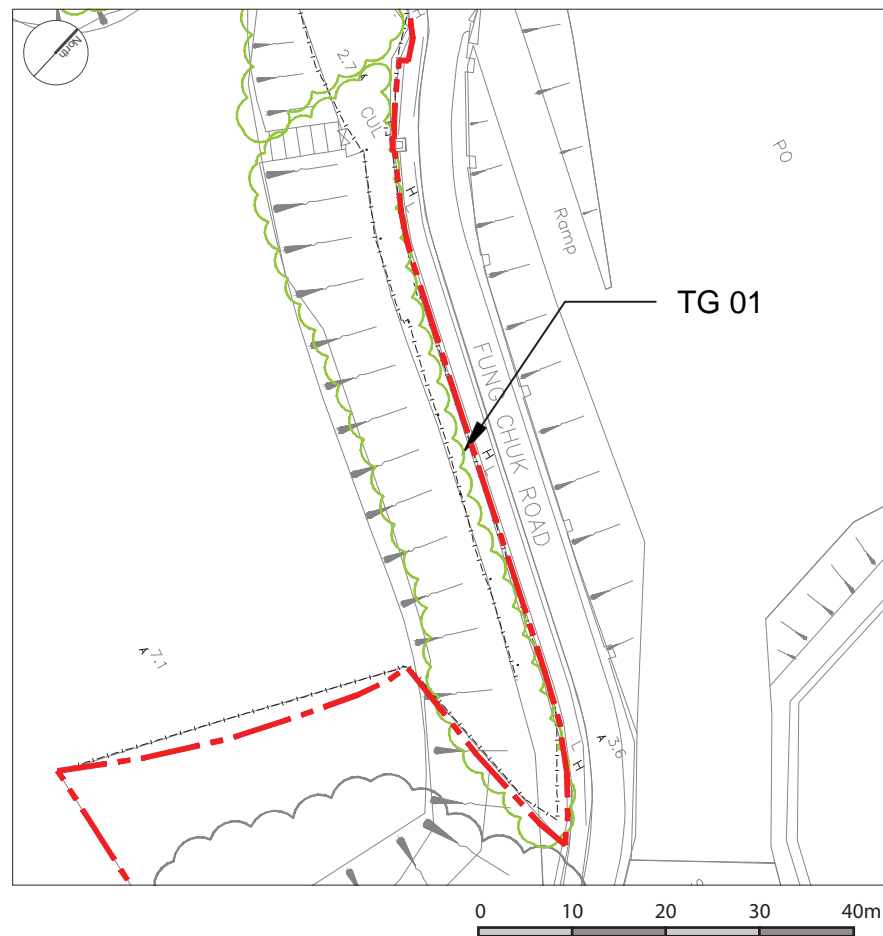 North
2.7
CUL
H
L
PO
Ramp
TG 01
FUNG CHUK ROAD
H
L
7.1
L
H
3.6
0 10 20 30 40m